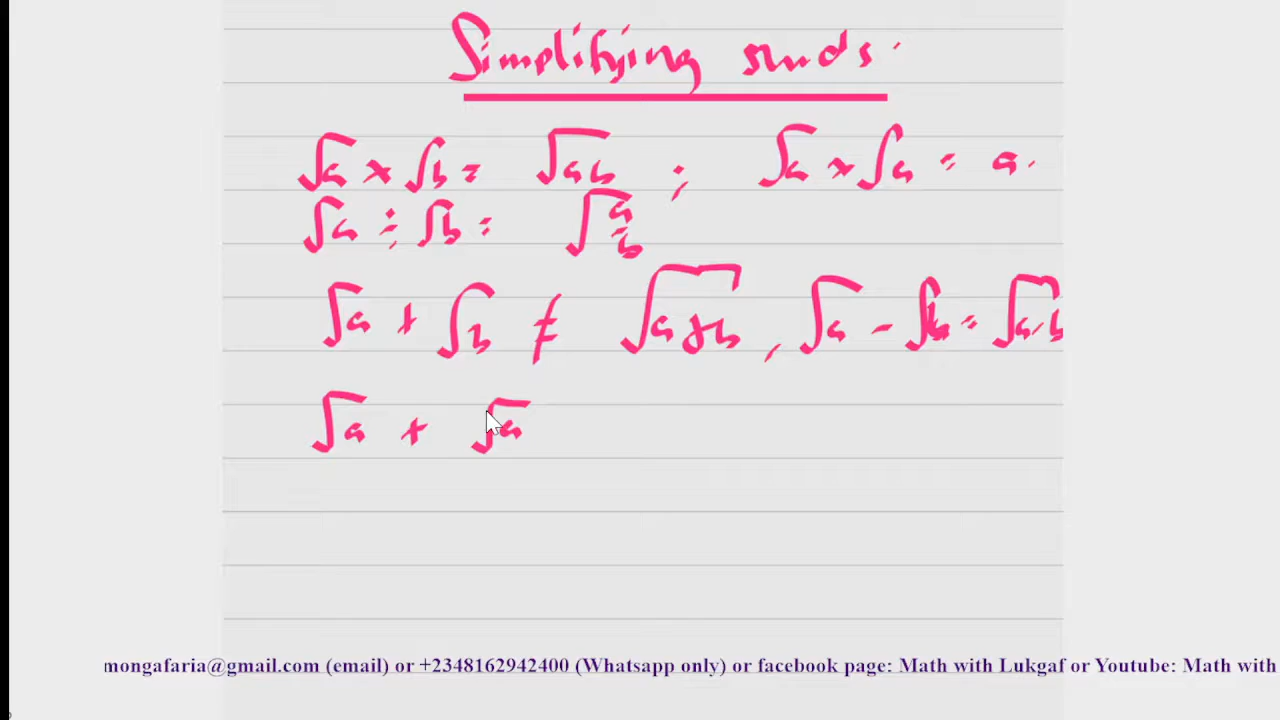 Simplifying surds.
√a × √b = √ab ; √a × √a = a.
√a ÷ √b = √a/b
√a + √b ≠ √a+b , √a - √b = √a-b
√a + √a
mongafaria@gmail.com (email) or +2348162942400 (Whatsapp only) or facebook page: Math with Lukgaf or Youtube: Math with